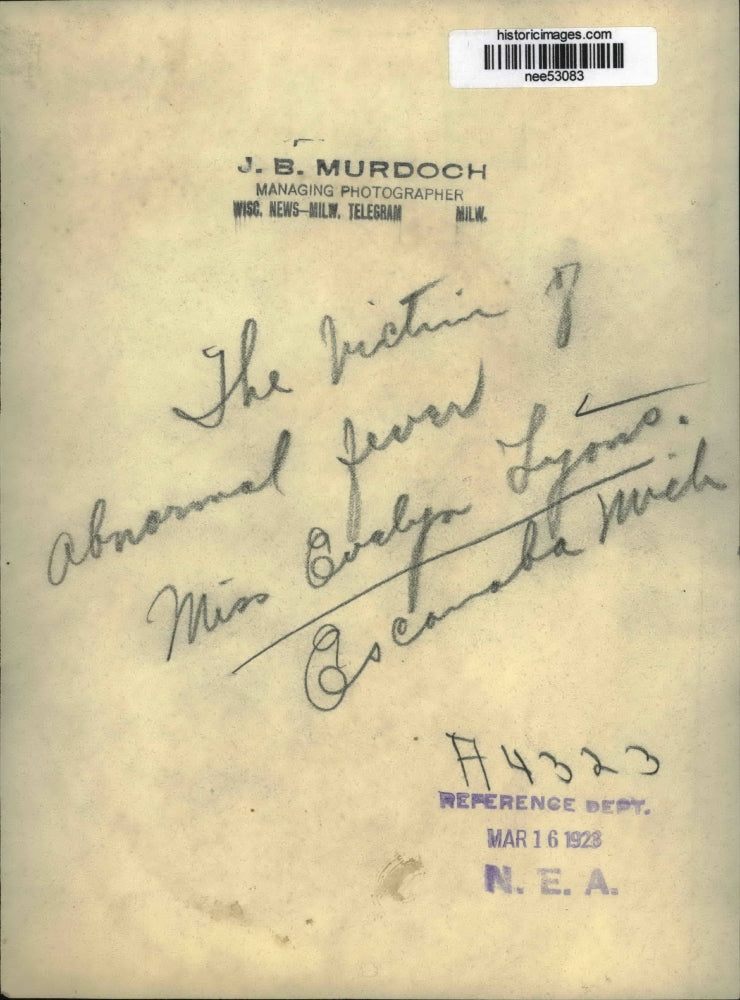 historicimages.com
nee53083
J. B. MURDOCH
MANAGING PHOTOGRAPHER
WISC. NEWS—MILW. TELEGRAM MILW.
The Victim of
abnormal fever
Miss Evelyn Lyons.
Escanaba Mich
A4323
REFERENCE DEPT.
MAR 16 1923
N. E. A.